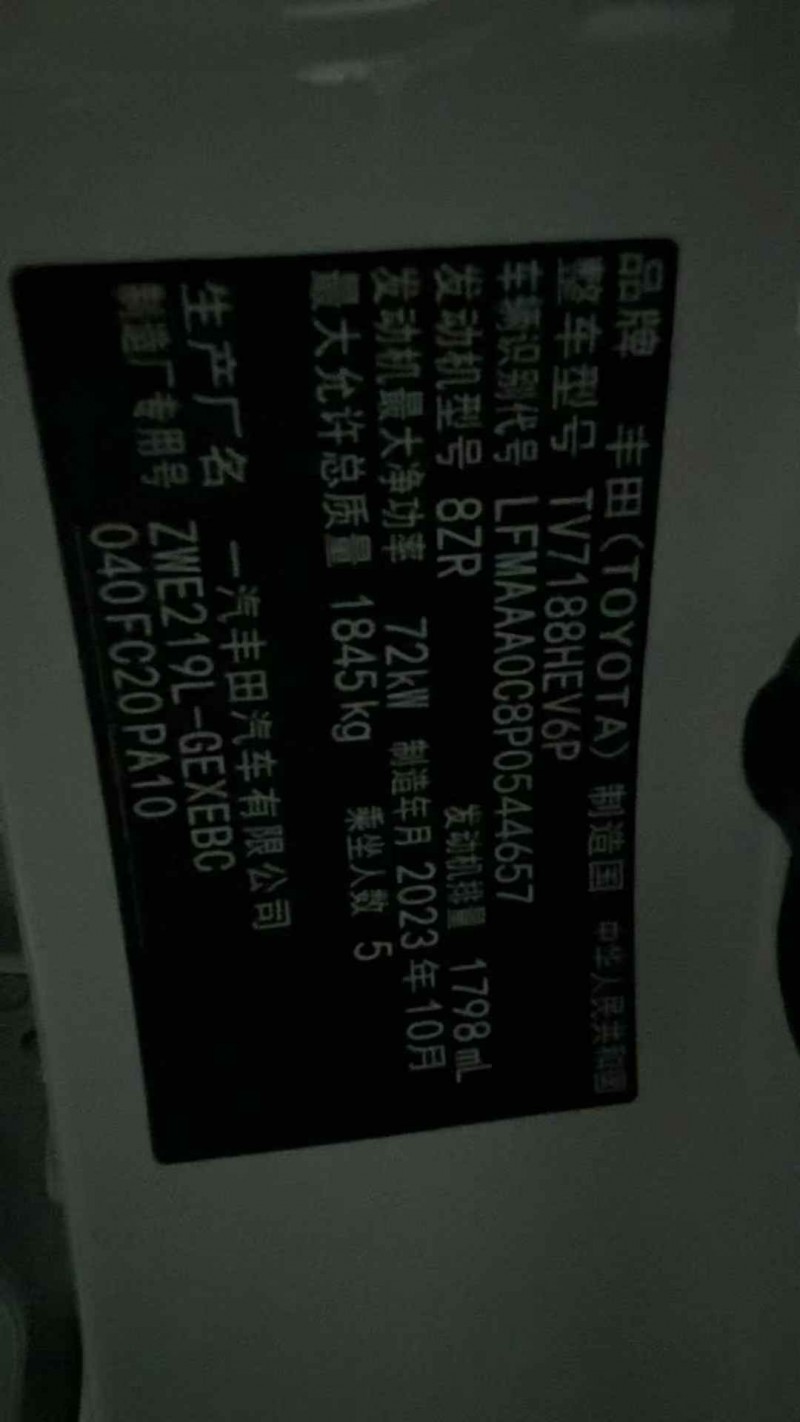 品牌 丰田(TOYOTA) 制造国 中华人民共和国
整车型号 TV7188HEV6P
车辆识别代号 LFMAAA0C8P0544657
发动机型号 8ZR 发动机排量 1798mL
发动机最大净功率 72kW 制造年月 2023年10月
最大允许总质量 1845kg 乘坐人数 5
生产厂名 一汽丰田汽车有限公司
制造厂专用号 ZWE219L-GEXEBC
040FC20PA10